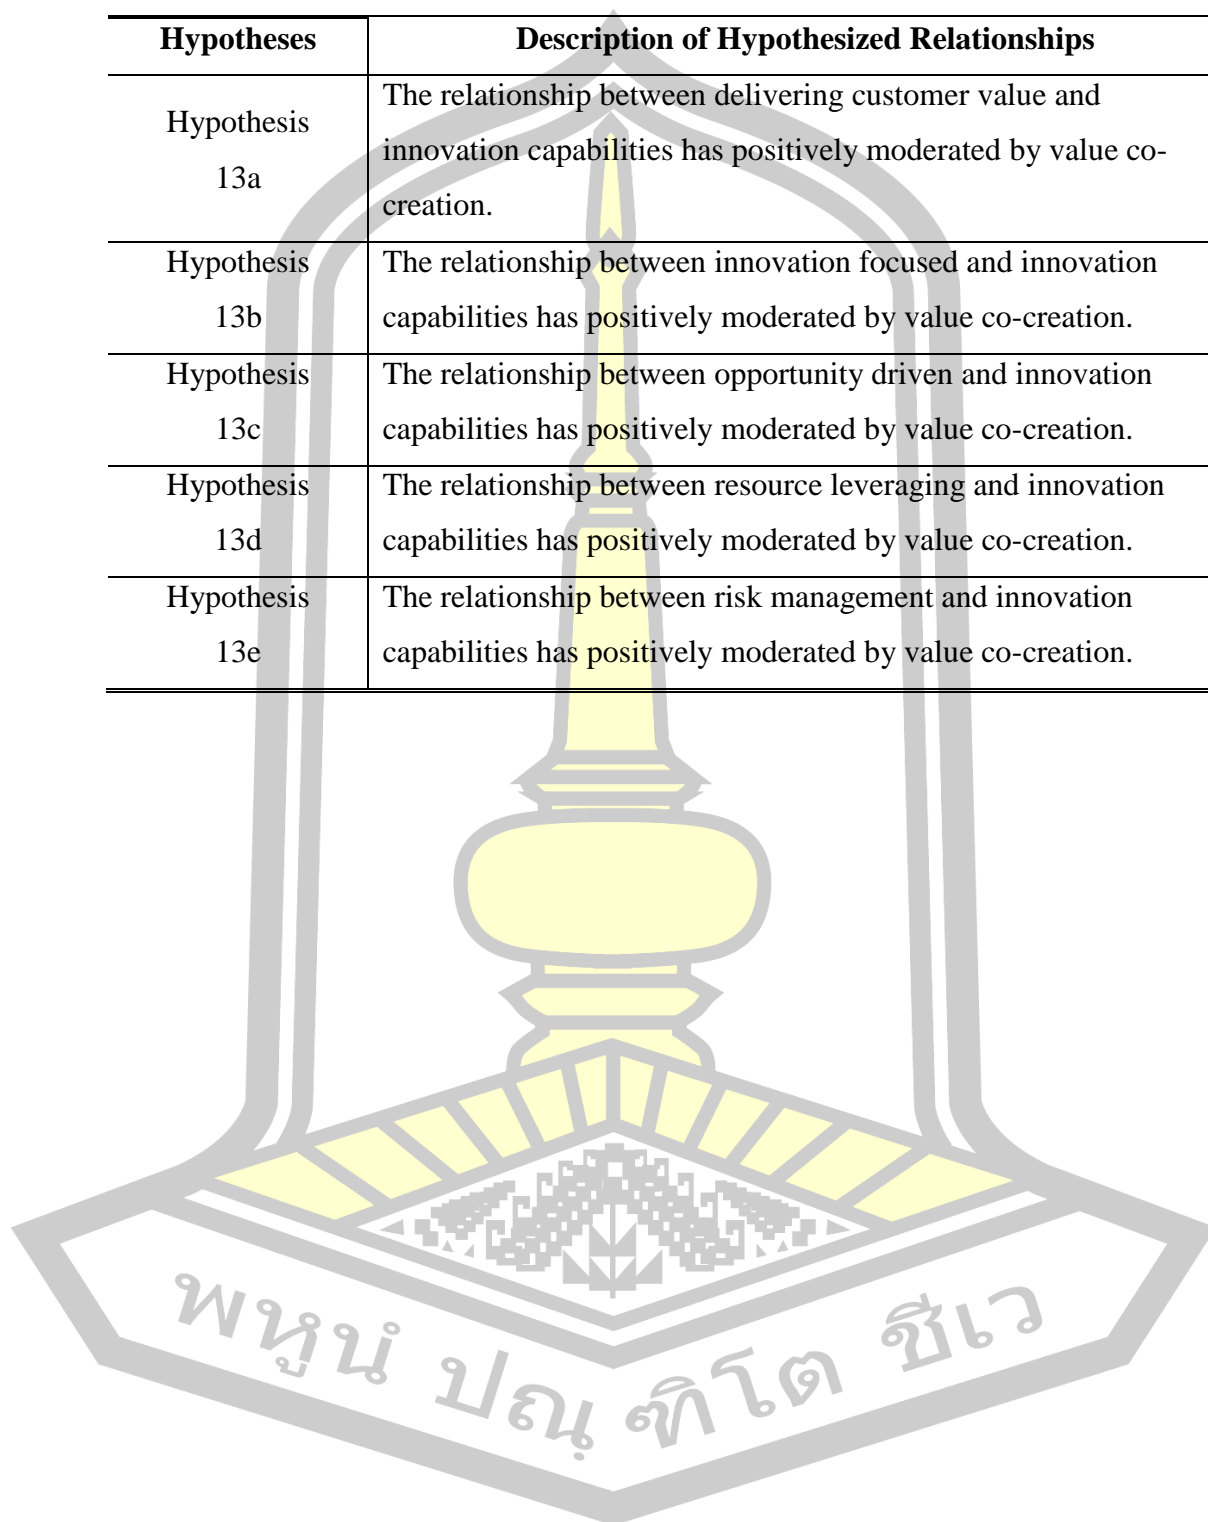 Hypotheses Description of Hypothesized Relationships
Hypothesis
13a
The relationship between delivering customer value and
innovation capabilities has positively moderated by value co-
creation.
Hypothesis
13b
The relationship between innovation focused and innovation
capabilities has positively moderated by value co-creation.
Hypothesis
13c
The relationship between opportunity driven and innovation
capabilities has positively moderated by value co-creation.
Hypothesis
13d
The relationship between resource leveraging and innovation
capabilities has positively moderated by value co-creation.
Hypothesis
13e
The relationship between risk management and innovation
capabilities has positively moderated by value co-creation.
พหูนํ ปณฺฑิโต ชีเว